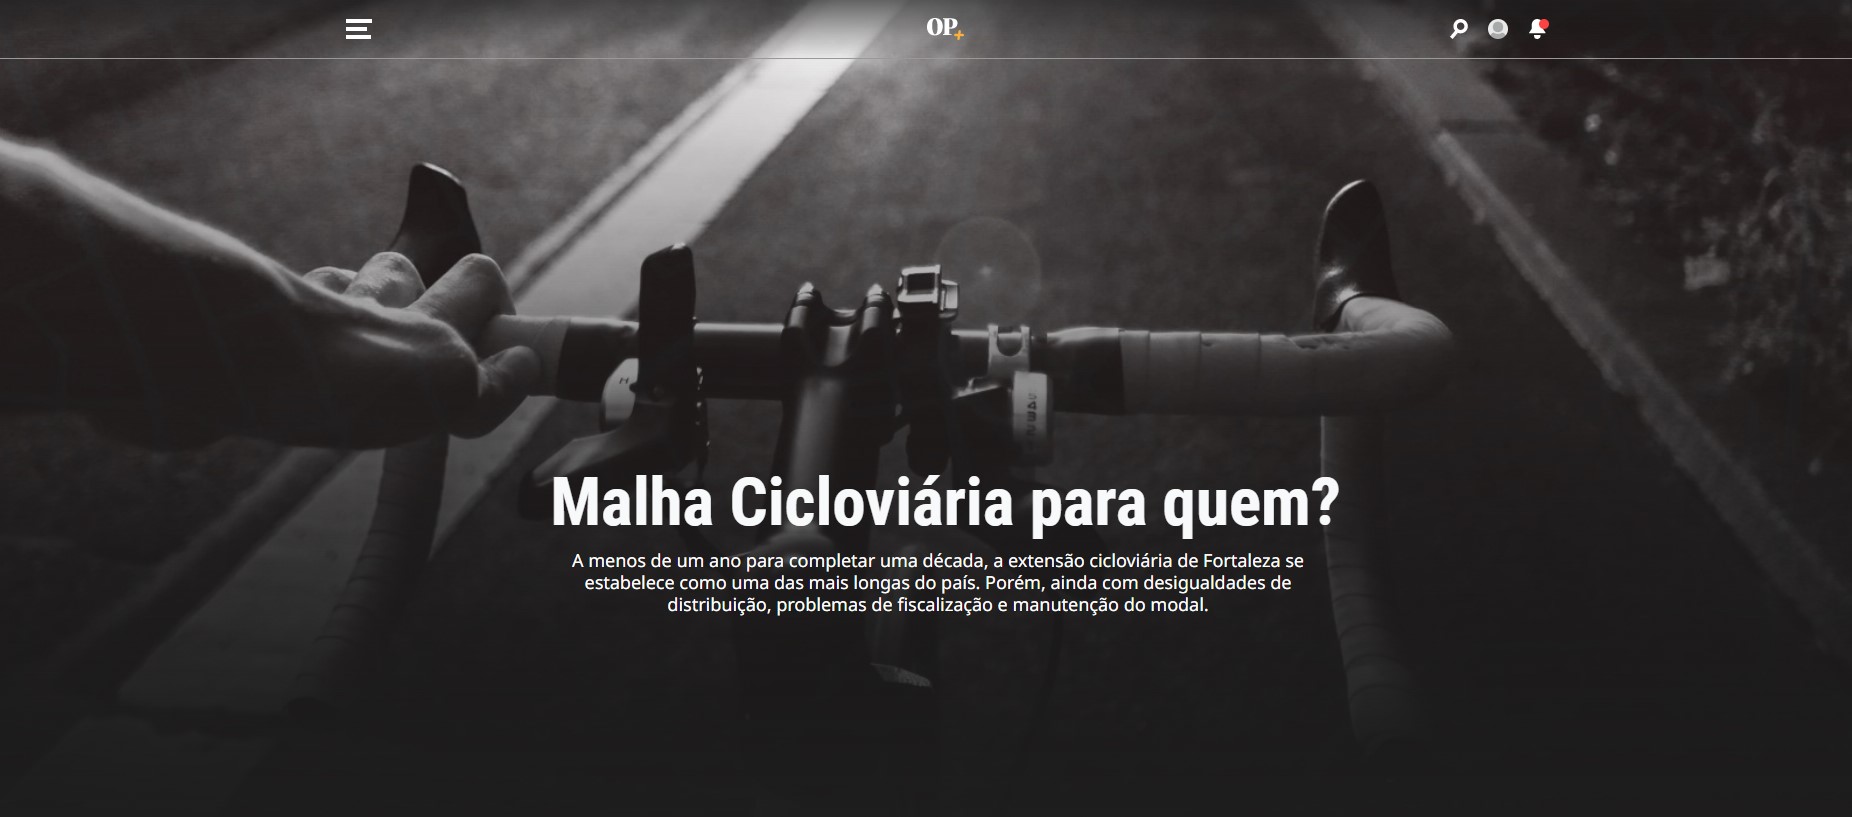 OP+
Malha Cicloviária para quem?
A menos de um ano para completar uma década, a extensão cicloviária de Fortaleza se
estabelece como uma das mais longas do país. Porém, ainda com desigualdades de
distribuição, problemas de fiscalização e manutenção do modal.